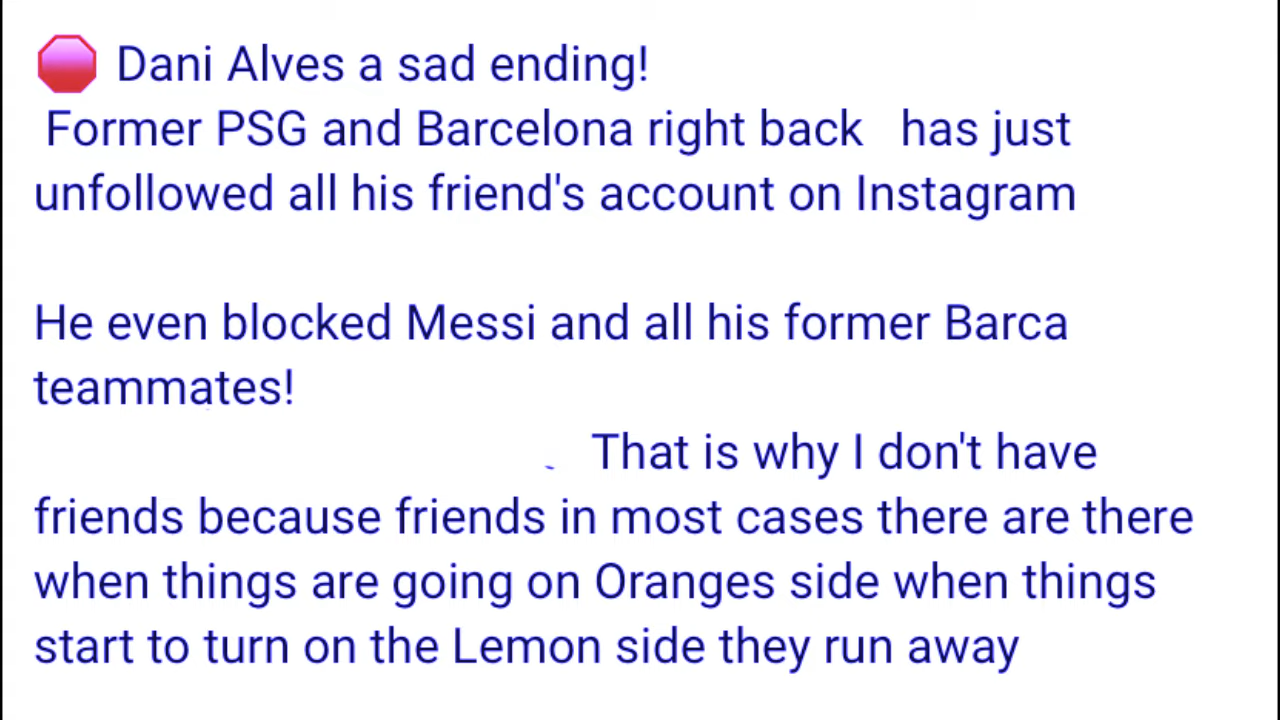 🛑 Dani Alves a sad ending!
Former PSG and Barcelona right back has just
unfollowed all his friend's account on Instagram
He even blocked Messi and all his former Barca
teammates!
That is why I don't have
friends because friends in most cases there are there
when things are going on Oranges side when things
start to turn on the Lemon side they run away